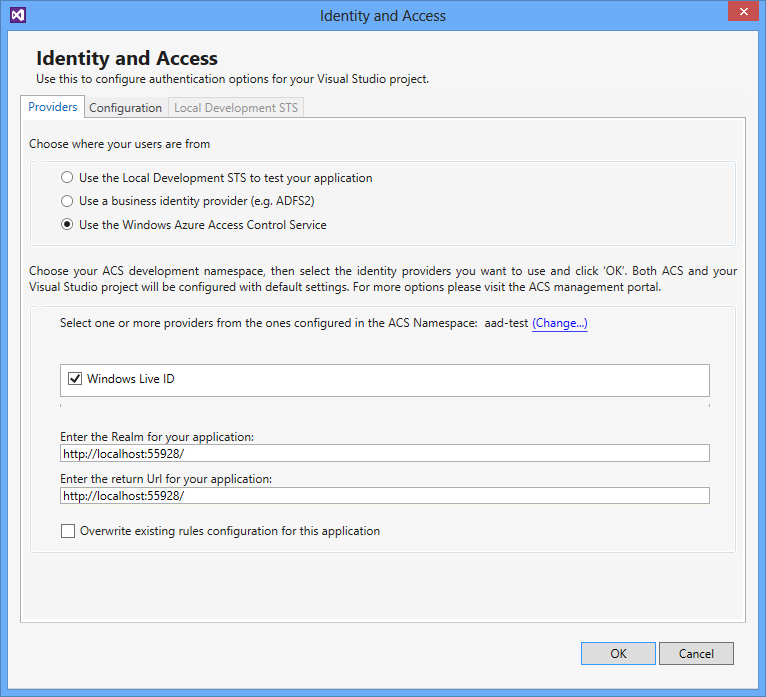 Identity and Access
Identity and Access
Use this to configure authentication options for your Visual Studio project.
Providers Configuration Local Development STS
Choose where your users are from
Use the Local Development STS to test your application
Use a business identity provider (e.g. ADFS2)
Use the Windows Azure Access Control Service
Choose your ACS development namespace, then select the identity providers you want to use and click 'OK'. Both ACS and your
Visual Studio project will be configured with default settings. For more options please visit the ACS management portal.
Select one or more providers from the ones configured in the ACS Namespace: aad-test (Change...)
Windows Live ID
Enter the Realm for your application:
http://localhost:55928/
Enter the return Url for your application:
http://localhost:55928/
Overwrite existing rules configuration for this application
OK Cancel